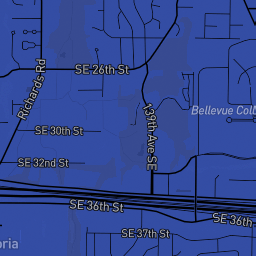 SE 26th St
Richards Rd
139th Ave SE
Bellevue Coll
SE 30th St
SE 32nd St
SE 36th St
SE 36th
SE 37th St
oria